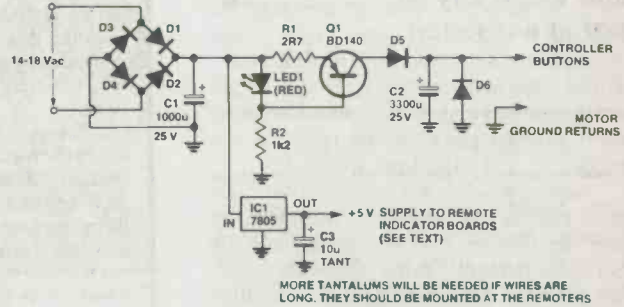 D3
D1
14-18 Vac
D4
D2
C1
1000u
25 V
+
R1
2R7
Q1
BD140
LED1
(RED)
R2
1k2
D5
+
C2
3300u
25 V
D6
CONTROLLER
BUTTONS
MOTOR
GROUND RETURNS
IN
IC1
7805
OUT
+
C3
10u
TANT
+5 V SUPPLY TO REMOTE
INDICATOR BOARDS
(SEE TEXT)
MORE TANTALUMS WILL BE NEEDED IF WIRES ARE
LONG. THEY SHOULD BE MOUNTED AT THE REMOTERS